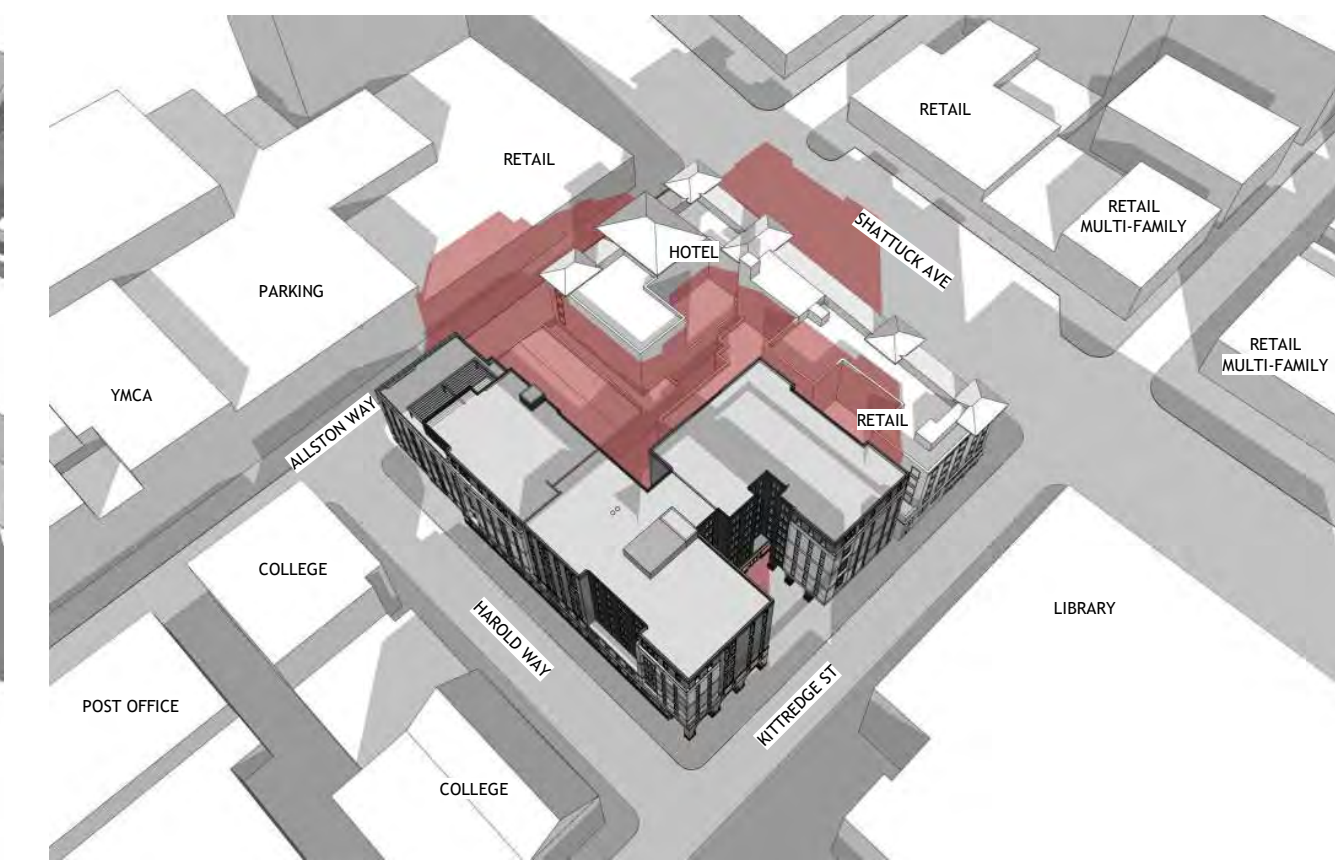 RETAIL
RETAIL
RETAIL
MULTI-FAMILY
SHATTUCK AVE
HOTEL
PARKING
RETAIL
MULTI-FAMILY
YMCA
RETAIL
ALLSTON WAY
COLLEGE
LIBRARY
HAROLD WAY
POST OFFICE
KITTREDGE ST
COLLEGE